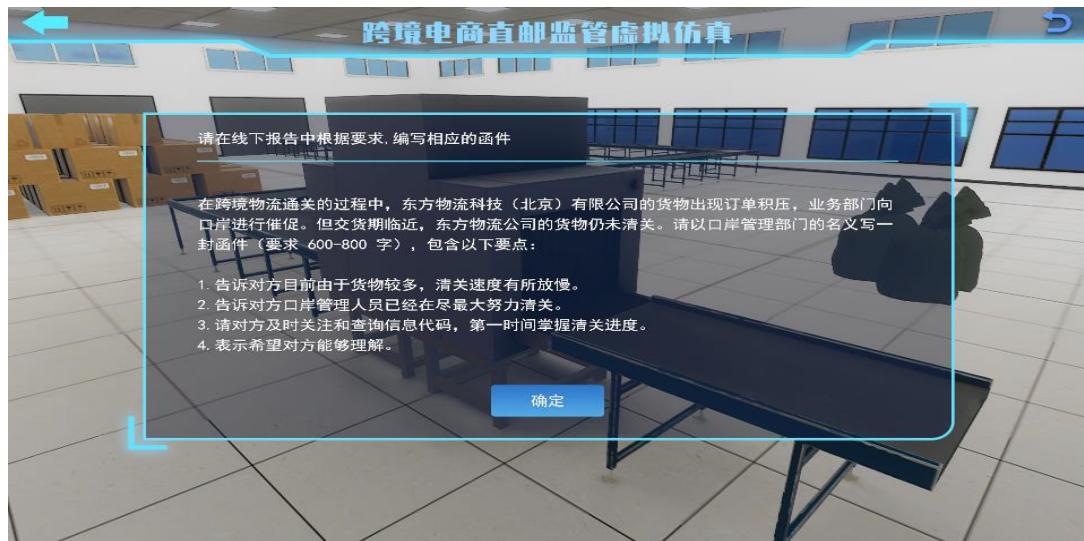 跨境电商直邮监管虚拟仿真
请在线下报告中根据要求,编写相应的函件
在跨境物流通关的过程中，东方物流科技（北京）有限公司的货物出现订单积压，业务部门向
口岸进行催促。但交货期临近，东方物流公司的货物仍未清关。请以口岸管理部门的名义写一
封函件（要求 600-800 字），包含以下要点：
1. 告诉对方目前由于货物较多，清关速度有所放慢。
2. 告诉对方口岸管理人员已经在尽最大努力清关。
3. 请对方及时关注和查询信息代码，第一时间掌握清关进度。
4. 表示希望对方能够理解。
确定